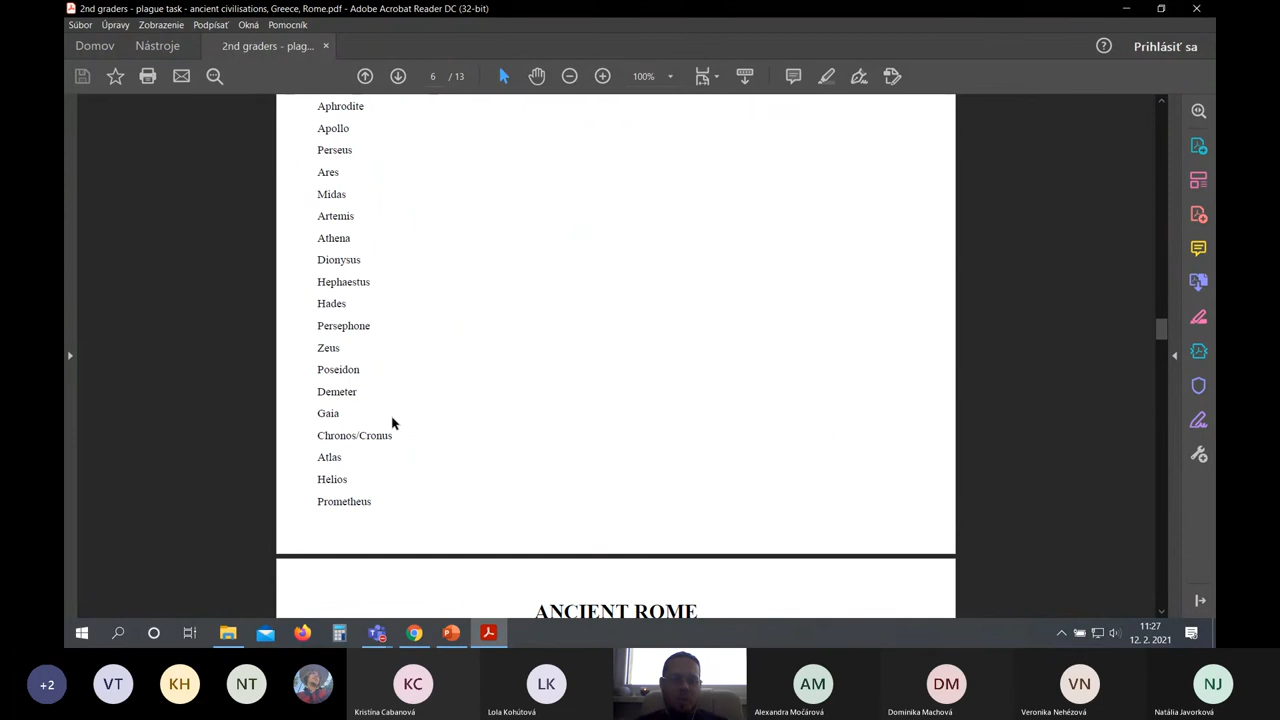 2nd graders - plague task - ancient civilisations, Greece, Rome.pdf - Adobe Acrobat Reader DC (32-bit)
Súbor Úpravy Zobrazenie Podpísať Okná Pomocník
Domov Nástroje 2nd graders - plag... × Prihlásiť sa
6 / 13 100%
Aphrodite
Apollo
Perseus
Ares
Midas
Artemis
Athena
Dionysus
Hephaestus
Hades
Persephone
Zeus
Poseidon
Demeter
Gaia
Chronos/Cronus
Atlas
Helios
Prometheus
ANCIENT ROME
11:27
12. 2. 2021
+2 VT KH NT KC LK AM DM VN NJ
Kristína Cabanová Lola Kohútová Alexandra Močárová Dominika Machová Veronika Nehézová Natália Javorková